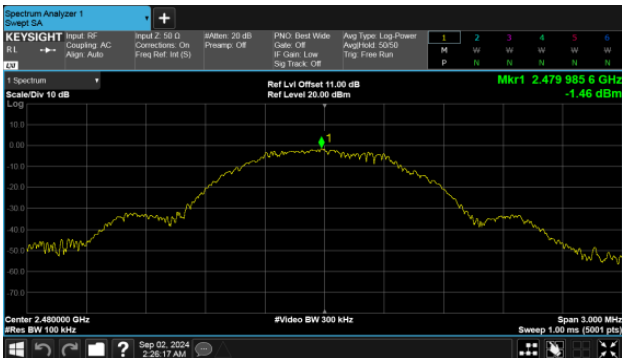 Spectrum Analyzer 1
Swept SA
KEYSIGHT
RL
LXI
Input: RF
Coupling: AC
Align: Auto
Input Z: 50 Ω
Corrections: On
Freq Ref: Int (S)
#Atten: 20 dB
Preamp: Off
PNO: Best Wide
Gate: Off
IF Gain: Low
Sig Track: Off
Avg Type: Log-Power
Avg|Hold: 50/50
Trig: Free Run
1 2 3 4 5 6
M W W W W W
P N N N N N
1 Spectrum
Scale/Div 10 dB
Log
Ref Lvl Offset 11.00 dB
Ref Level 20.00 dBm
Mkr1 2.479 985 6 GHz
-1.46 dBm
10.0
0.00
1
-10.0
-20.0
-30.0
-40.0
-50.0
-60.0
-70.0
Center 2.480000 GHz
#Res BW 100 kHz
#Video BW 300 kHz
Span 3.000 MHz
Sweep 1.00 ms (5001 pts)
?
Sep 02, 2024
2:26:17 AM